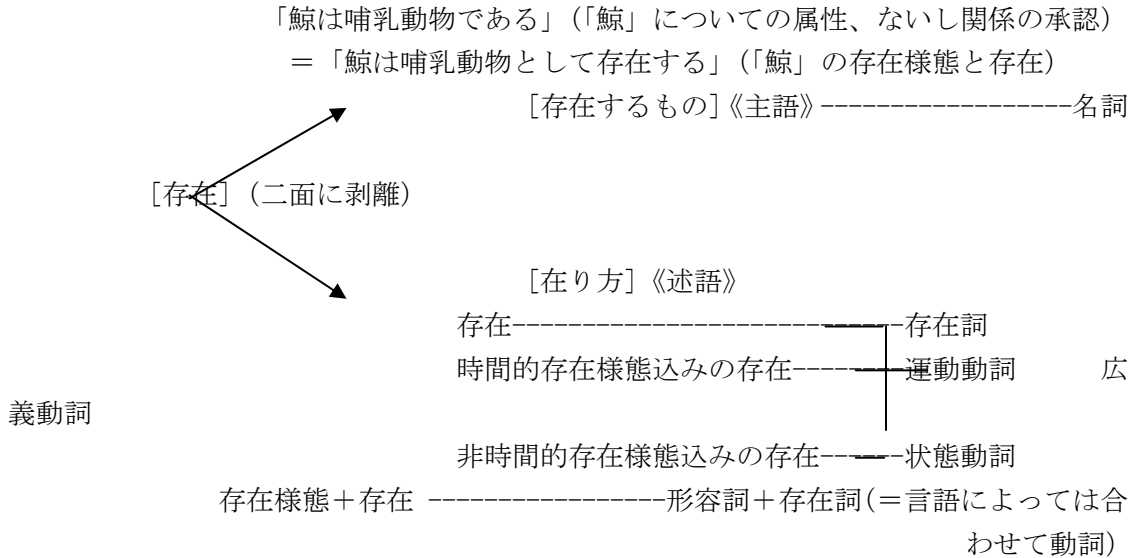 「鯨は哺乳動物である」(「鯨」についての属性、ないし関係の承認)
＝「鯨は哺乳動物として存在する」(「鯨」の存在様態と存在)
[存在するもの]《主語》------------------名詞
[存在] (二面に剥離)
[在り方]《述語》
存在----------------------------存在詞
時間的存在様態込みの存在--------運動動詞　　　広
義動詞
非時間的存在様態込みの存在------状態動詞
存在様態＋存在 -----------------形容詞＋存在詞(＝言語によっては合
わせて動詞)